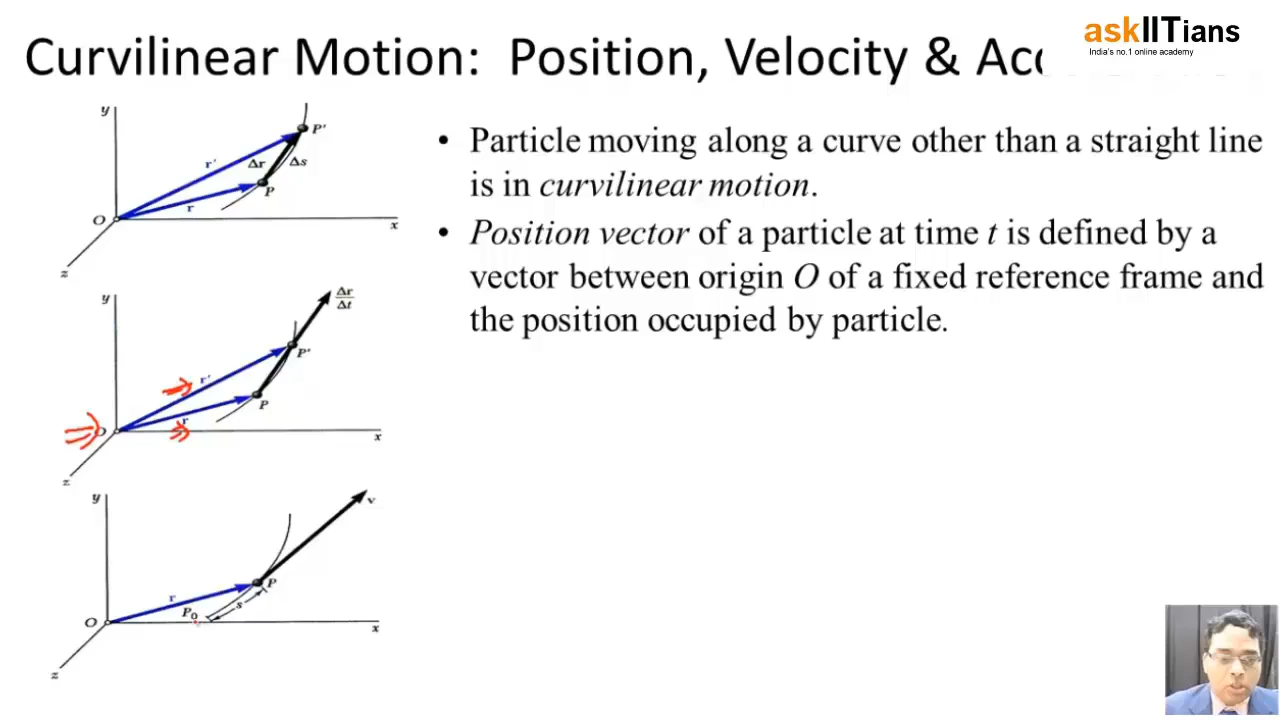 askIITians
India's no.1 online academy
Curvilinear Motion: Position, Velocity &
• Particle moving along a curve other than a straight line
is in curvilinear motion.
• Position vector of a particle at time t is defined by a
vector between origin O of a fixed reference frame and
the position occupied by particle.
y
P'
r'
Δr
Δs
P
r
O
x
z
y
Δr
Δt
P'
r'
P
r
O
x
z
y
v
P
r
s
P0
O
x
z